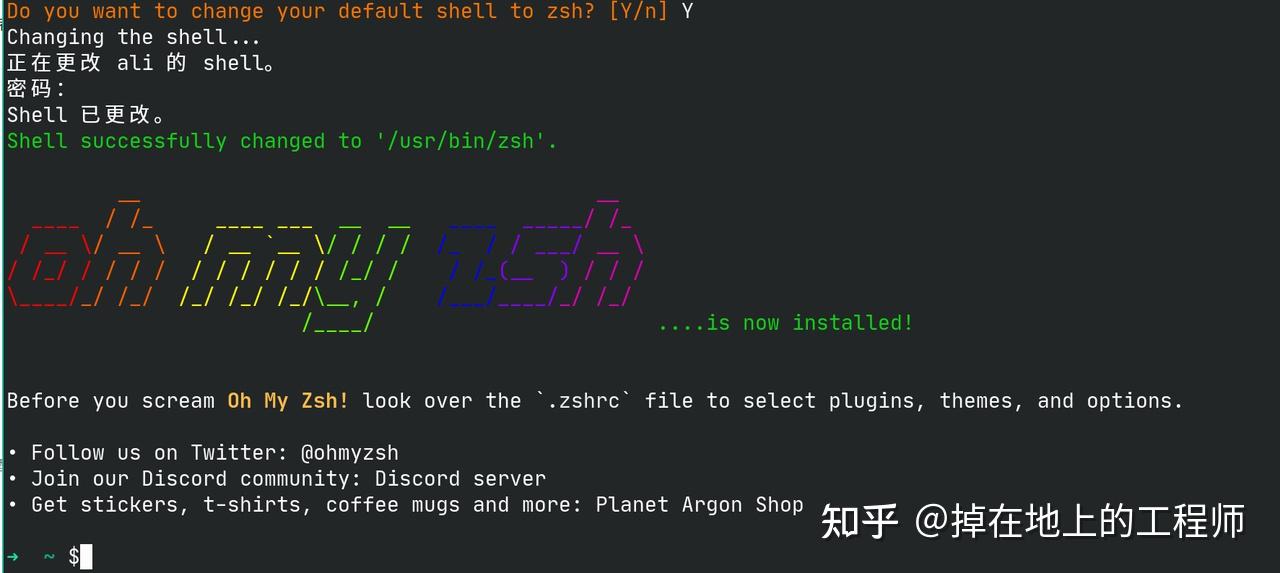 Do you want to change your default shell to zsh? [Y/n] Y
Changing the shell...
正在更改 ali 的 shell。
密码：
Shell 已更改。
Shell successfully changed to '/usr/bin/zsh'.
oh my zsh
....is now installed!
Before you scream Oh My Zsh! look over the `.zshrc` file to select plugins, themes, and options.
• Follow us on Twitter: @ohmyzsh
• Join our Discord community: Discord server
• Get stickers, t-shirts, coffee mugs and more: Planet Argon Shop
知乎 @掉在地上的工程师
→ ~ $